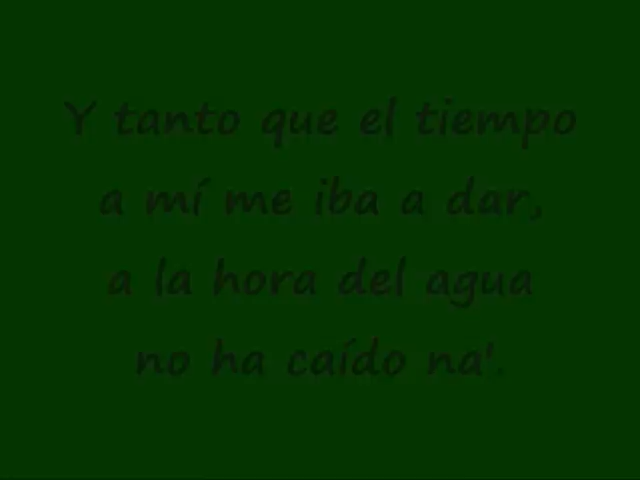 Y tanto que el tiempo
a mí me iba a dar,
a la hora del agua
no ha caído na'.